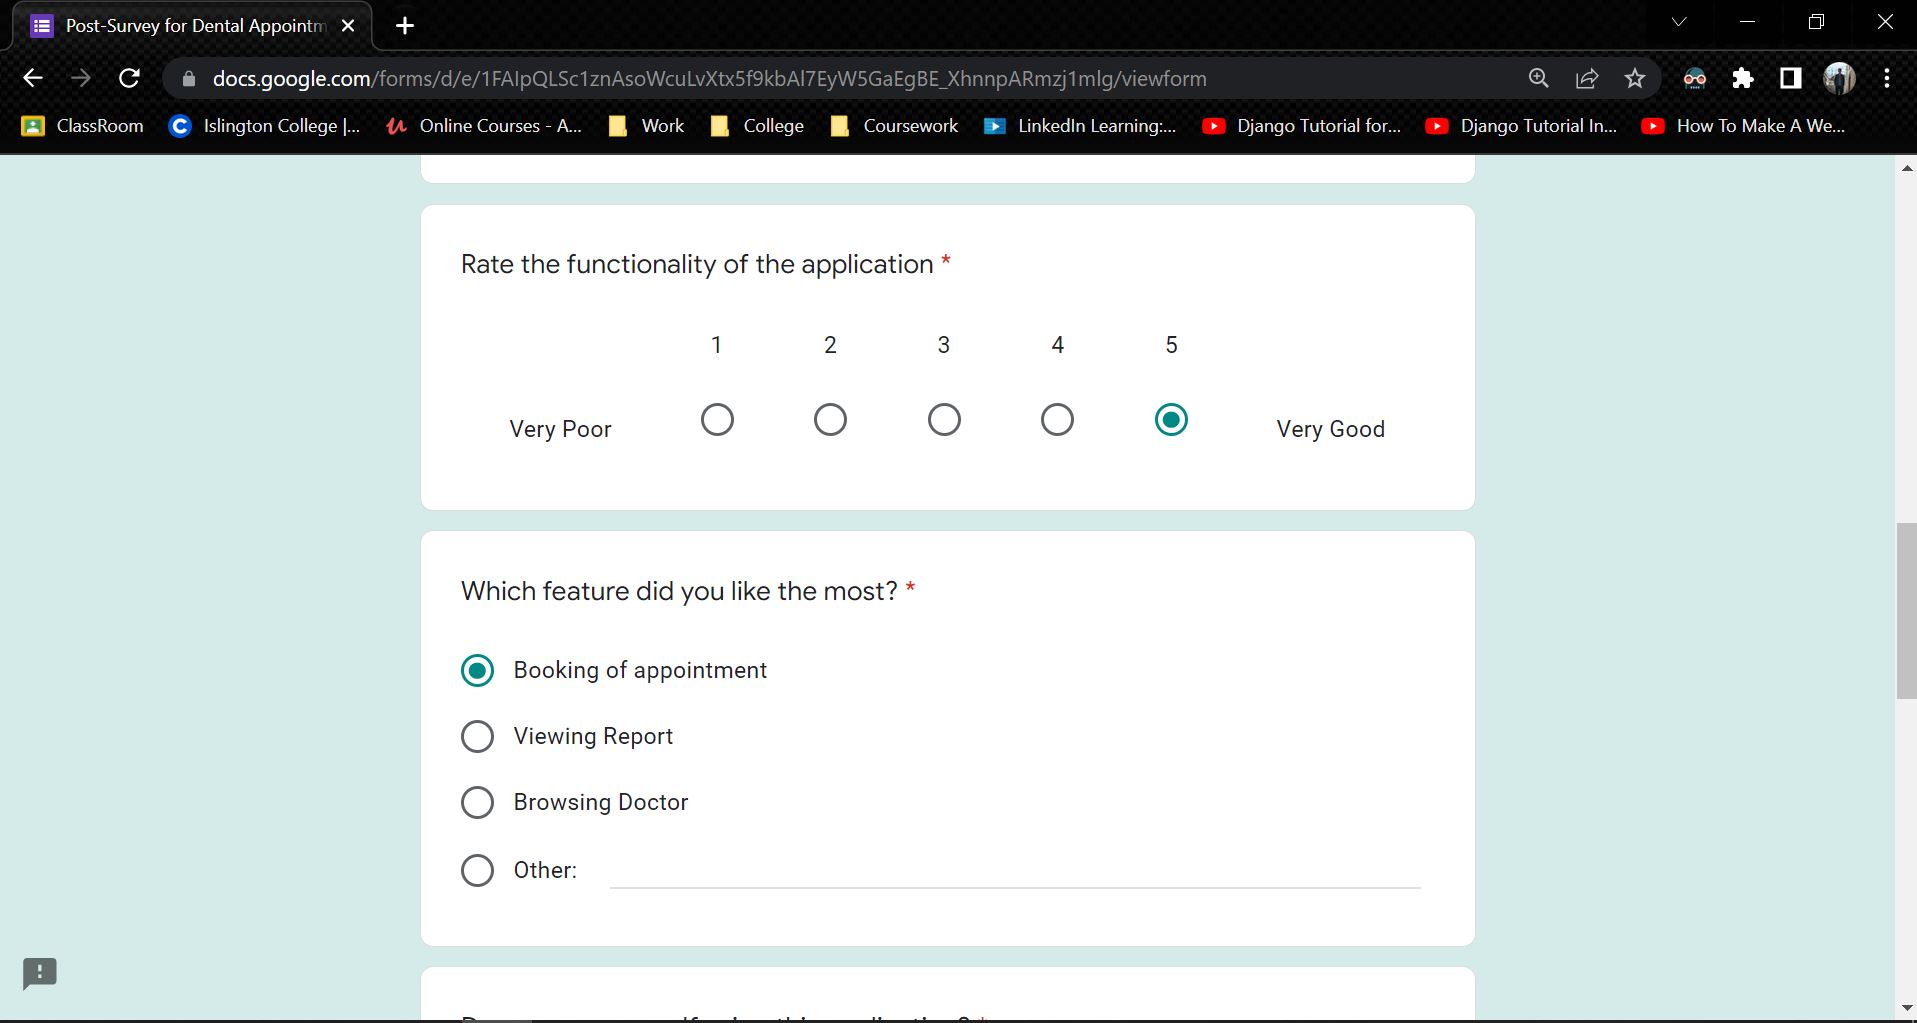 Post-Survey for Dental Appointm
docs.google.com/forms/d/e/1FAIpQLSc1znAsoWcuLvXtx5f9kbAl7EyW5GaEgBE_XhnnpARmzj1mlg/viewform
ClassRoom Islington College |... Online Courses - A... Work College Coursework LinkedIn Learning:... Django Tutorial for... Django Tutorial In... How To Make A We...
Rate the functionality of the application *
1 2 3 4 5
Very Poor Very Good
Which feature did you like the most? *
Booking of appointment
Viewing Report
Browsing Doctor
Other: